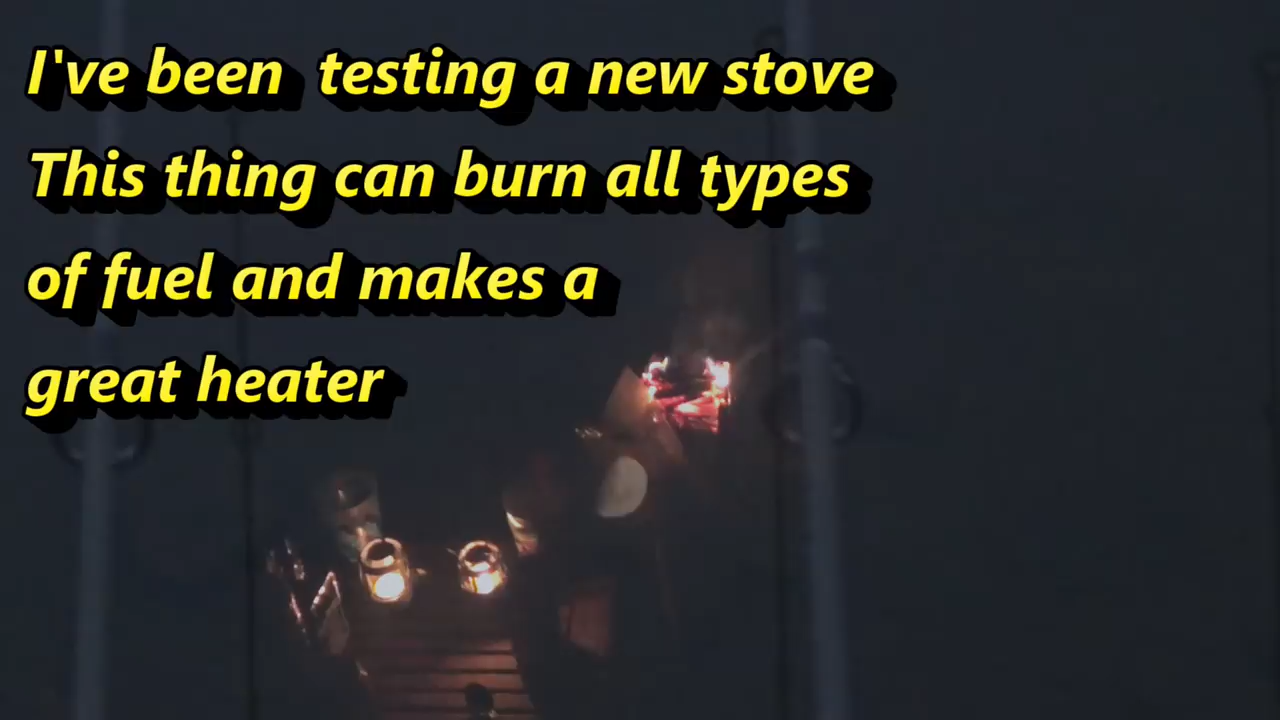 I've been  testing a new stove
This thing can burn all types
of fuel and makes a
great heater